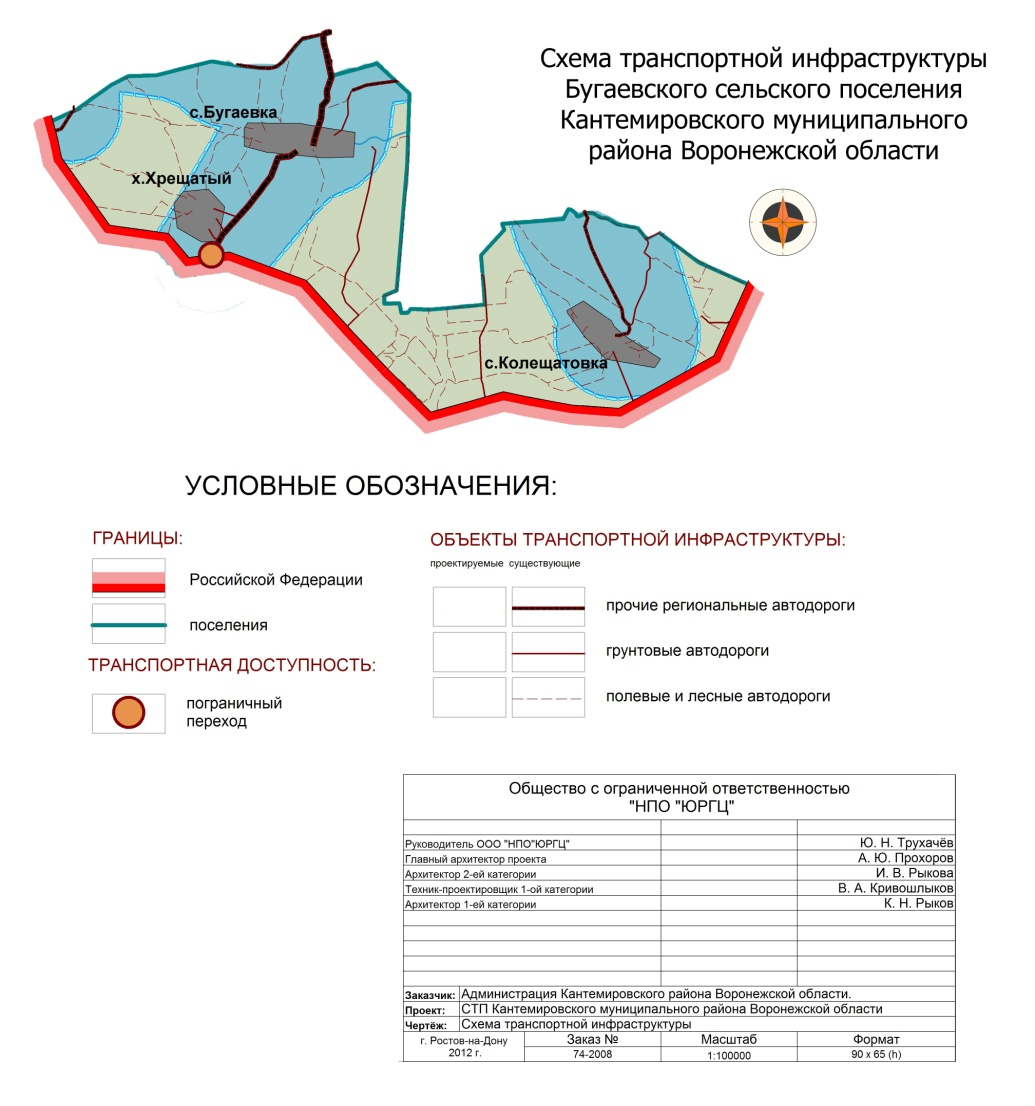 Схема транспортной инфраструктуры
Бугаевского сельского поселения
Кантемировского муниципального
района Воронежской области
с.Бугаевка
х.Хрещатый
с.Колещатовка
УСЛОВНЫЕ ОБОЗНАЧЕНИЯ:
ГРАНИЦЫ:
Российской Федерации
поселения
ТРАНСПОРТНАЯ ДОСТУПНОСТЬ:
пограничный
переход
ОБЪЕКТЫ ТРАНСПОРТНОЙ ИНФРАСТРУКТУРЫ:
проектируемые существующие
прочие региональные автодороги
грунтовые автодороги
полевые и лесные автодороги
Общество с ограниченной ответственностью
"НПО "ЮРГЦ"
Руководитель ООО "НПО"ЮРГЦ" Ю. Н. Трухачёв
Главный архитектор проекта А. Ю. Прохоров
Архитектор 2-ей категории И. В. Рыкова
Техник-проектировщик 1-ой категории В. А. Кривошлыков
Архитектор 1-ей категории К. Н. Рыков
Заказчик: Администрация Кантемировского района Воронежской области.
Проект: СТП Кантемировского муниципального района Воронежской области
Чертёж: Схема транспортной инфраструктуры
г. Ростов-на-Дону
2012 г.
Заказ № Масштаб Формат
74-2008 1:100000 90 x 65 (h)